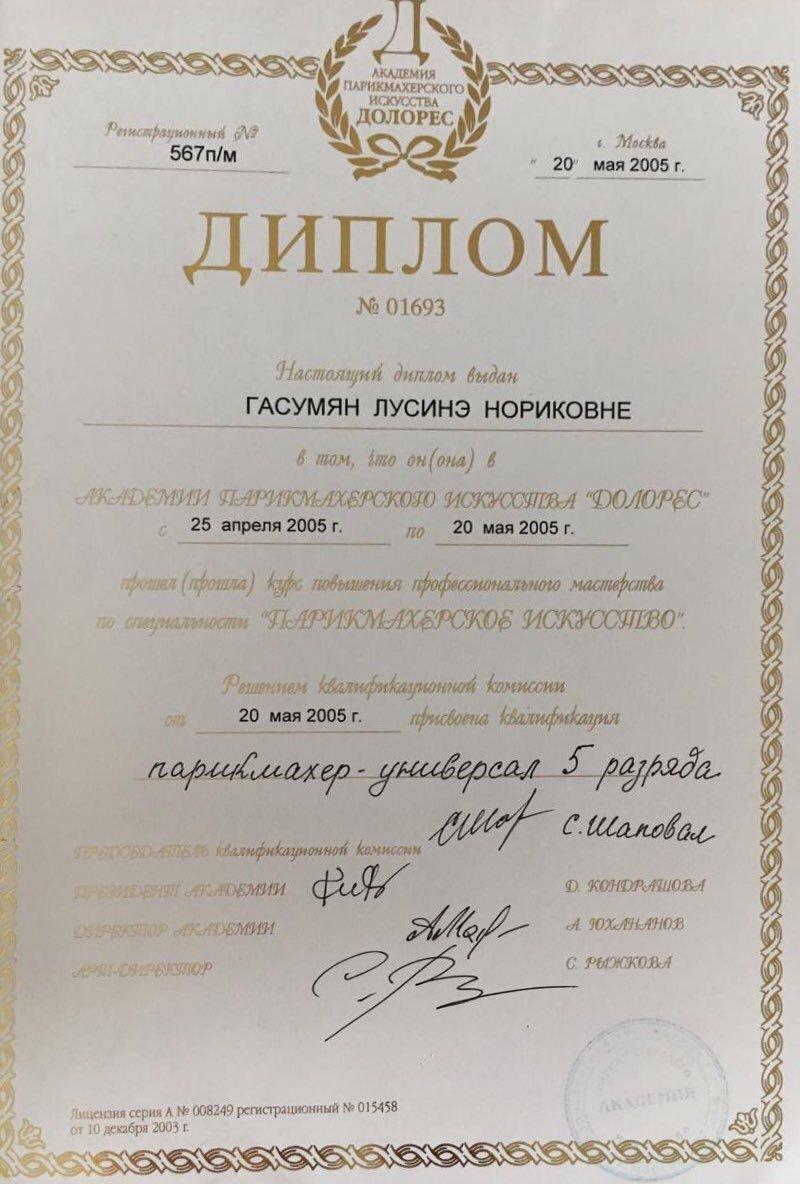 Д
АКАДЕМИЯ
ПАРИКМАХЕРСКОГО
ИСКУССТВА
ДОЛОРЕС
Регистрационный №
567п/м
г. Москва
"20" мая 2005 г.
ДИПЛОМ
№ 01693
Настоящий диплом выдан
ГАСУМЯН ЛУСИНЭ НОРИКОВНЕ
в том, что он(она) в
АКАДЕМИИ ПАРИКМАХЕРСКОГО ИСКУССТВА "ДОЛОРЕС"
с 25 апреля 2005 г. по 20 мая 2005 г.
прошел (прошла) курс повышения профессионального мастерства
по специальности "ПАРИКМАХЕРСКОЕ ИСКУССТВО".
Решением квалификационной комиссии
от 20 мая 2005 г. присвоена квалификация
парикмахер-универсал 5 разряда
ПРЕДСЕДАТЕЛЬ квалификационной комиссии С. Шаповал
ПРЕЗИДЕНТ АКАДЕМИИ Д. КОНДРАШОВА
ДИРЕКТОР АКАДЕМИИ А. ЮХАНАНОВ
АРТ-ДИРЕКТОР С. РЫЖКОВА
АКАДЕМИЯ
Лицензия серия А № 008249 регистрационный № 015458
от 10 декабря 2003 г.